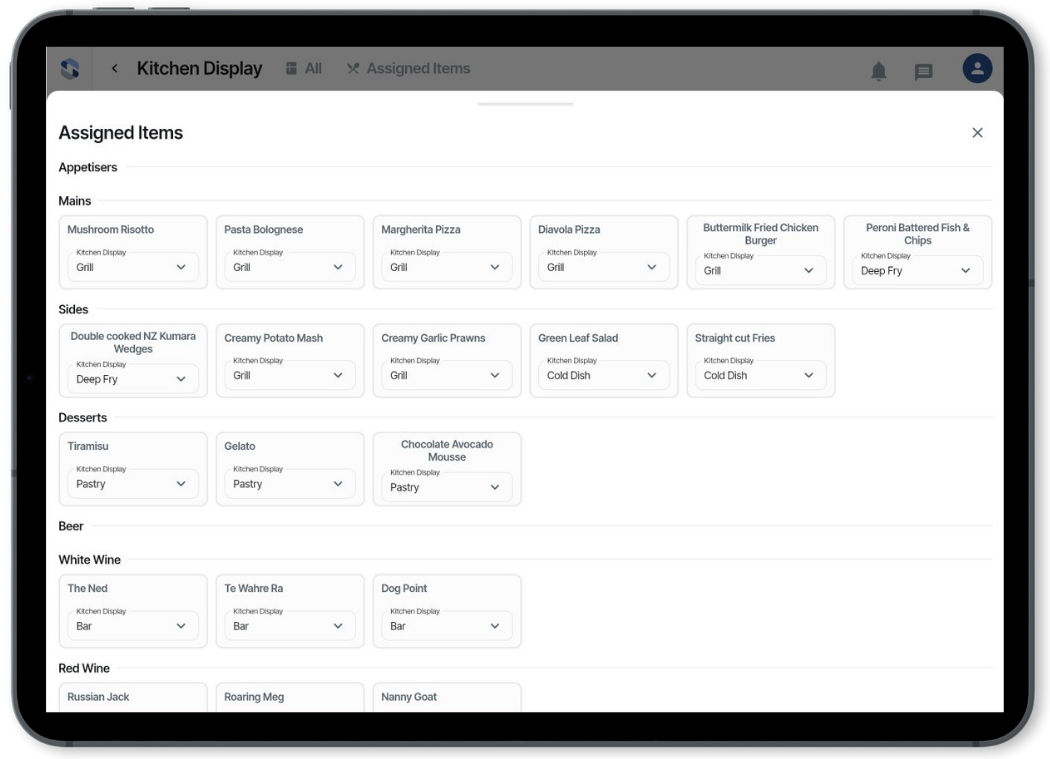 Kitchen Display All Assigned Items
Assigned Items
Appetisers
Mains
Mushroom Risotto
Kitchen Display
Grill
Pasta Bolognese
Kitchen Display
Grill
Margherita Pizza
Kitchen Display
Grill
Diavola Pizza
Kitchen Display
Grill
Buttermilk Fried Chicken
Burger
Kitchen Display
Grill
Peroni Battered Fish &
Chips
Kitchen Display
Deep Fry
Sides
Double cooked NZ Kumara
Wedges
Kitchen Display
Deep Fry
Creamy Potato Mash
Kitchen Display
Grill
Creamy Garlic Prawns
Kitchen Display
Grill
Green Leaf Salad
Kitchen Display
Cold Dish
Straight cut Fries
Kitchen Display
Cold Dish
Desserts
Tiramisu
Kitchen Display
Pastry
Gelato
Kitchen Display
Pastry
Chocolate Avocado
Mousse
Kitchen Display
Pastry
Beer
White Wine
The Ned
Kitchen Display
Bar
Te Wahre Ra
Kitchen Display
Bar
Dog Point
Kitchen Display
Bar
Red Wine
Russian Jack
Roaring Meg
Nanny Goat